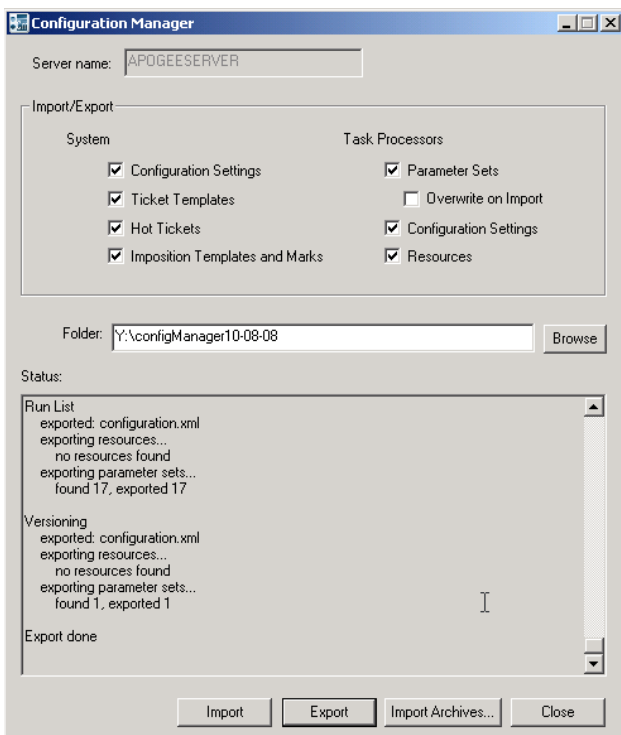 Configuration Manager
Server name: APOGEESERVER
Import/Export
System
Task Processors
Configuration Settings
Parameter Sets
Ticket Templates
Overwrite on Import
Hot Tickets
Configuration Settings
Imposition Templates and Marks
Resources
Folder: Y:\configManager10-08-08
Browse
Status:
Run List
exported: configuration.xml
exporting resources...
no resources found
exporting parameter sets...
found 17, exported 17
Versioning
exported: configuration.xml
exporting resources...
no resources found
exporting parameter sets...
found 1, exported 1
Export done
Import
Export
Import Archives...
Close